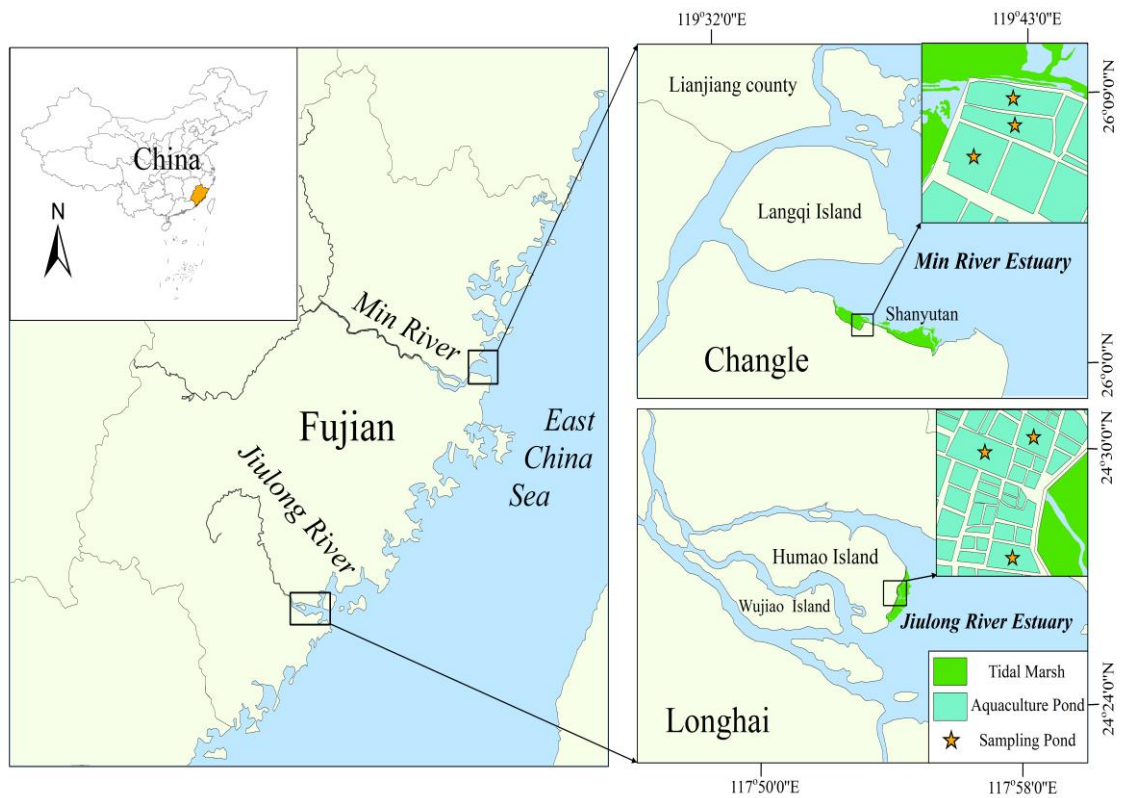 China
N
Min River
Fujian
Jiulong River
East
China
Sea
119°32'0"E
119°43'0"E
Lianjiang county
Langqi Island
Min River Estuary
Shanyutan
Changle
26°09'0"N
26°0'0"N
Humao Island
Wujiao Island
Jiulong River Estuary
Longhai
24°30'0"N
24°24'0"N
Tidal Marsh
Aquaculture Pond
Sampling Pond
117°50'0"E
117°58'0"E